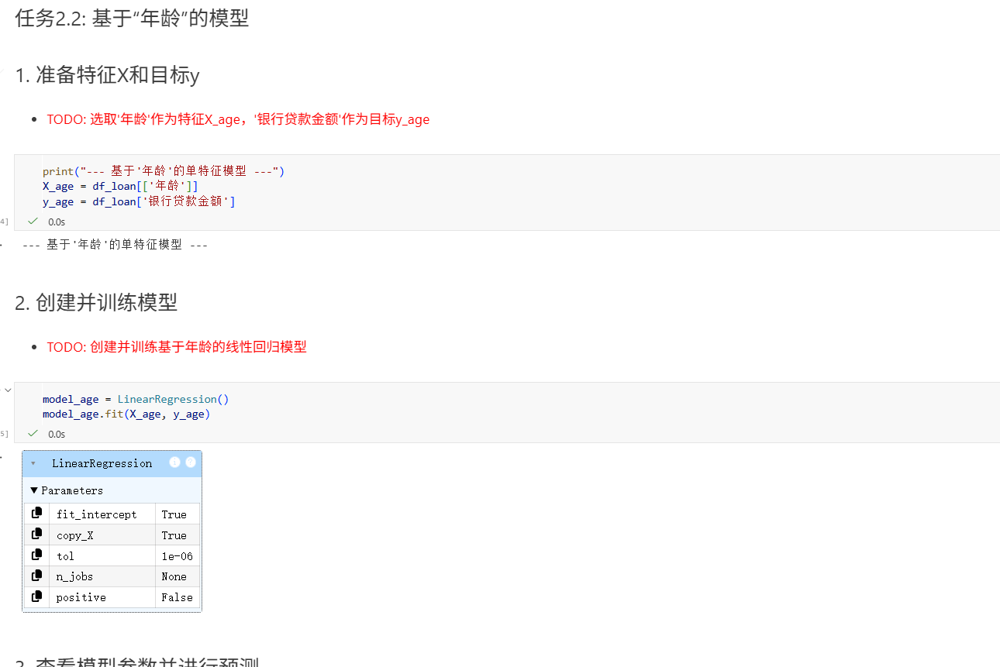 任务2.2: 基于“年龄”的模型
1. 准备特征X和目标y
TODO: 选取'年龄'作为特征X_age，'银行贷款金额'作为目标y_age
print("--- 基于'年龄'的单特征模型 ---")
X_age = df_loan[['年龄']]
y_age = df_loan['银行贷款金额']
4]
0.0s
--- 基于'年龄'的单特征模型 ---
2. 创建并训练模型
TODO: 创建并训练基于年龄的线性回归模型
model_age = LinearRegression()
model_age.fit(X_age, y_age)
5]
0.0s
LinearRegression i ?
Parameters
fit_intercept True
copy_X True
tol 1e-06
n_jobs None
positive False
3. 查看模型参数并进行预测